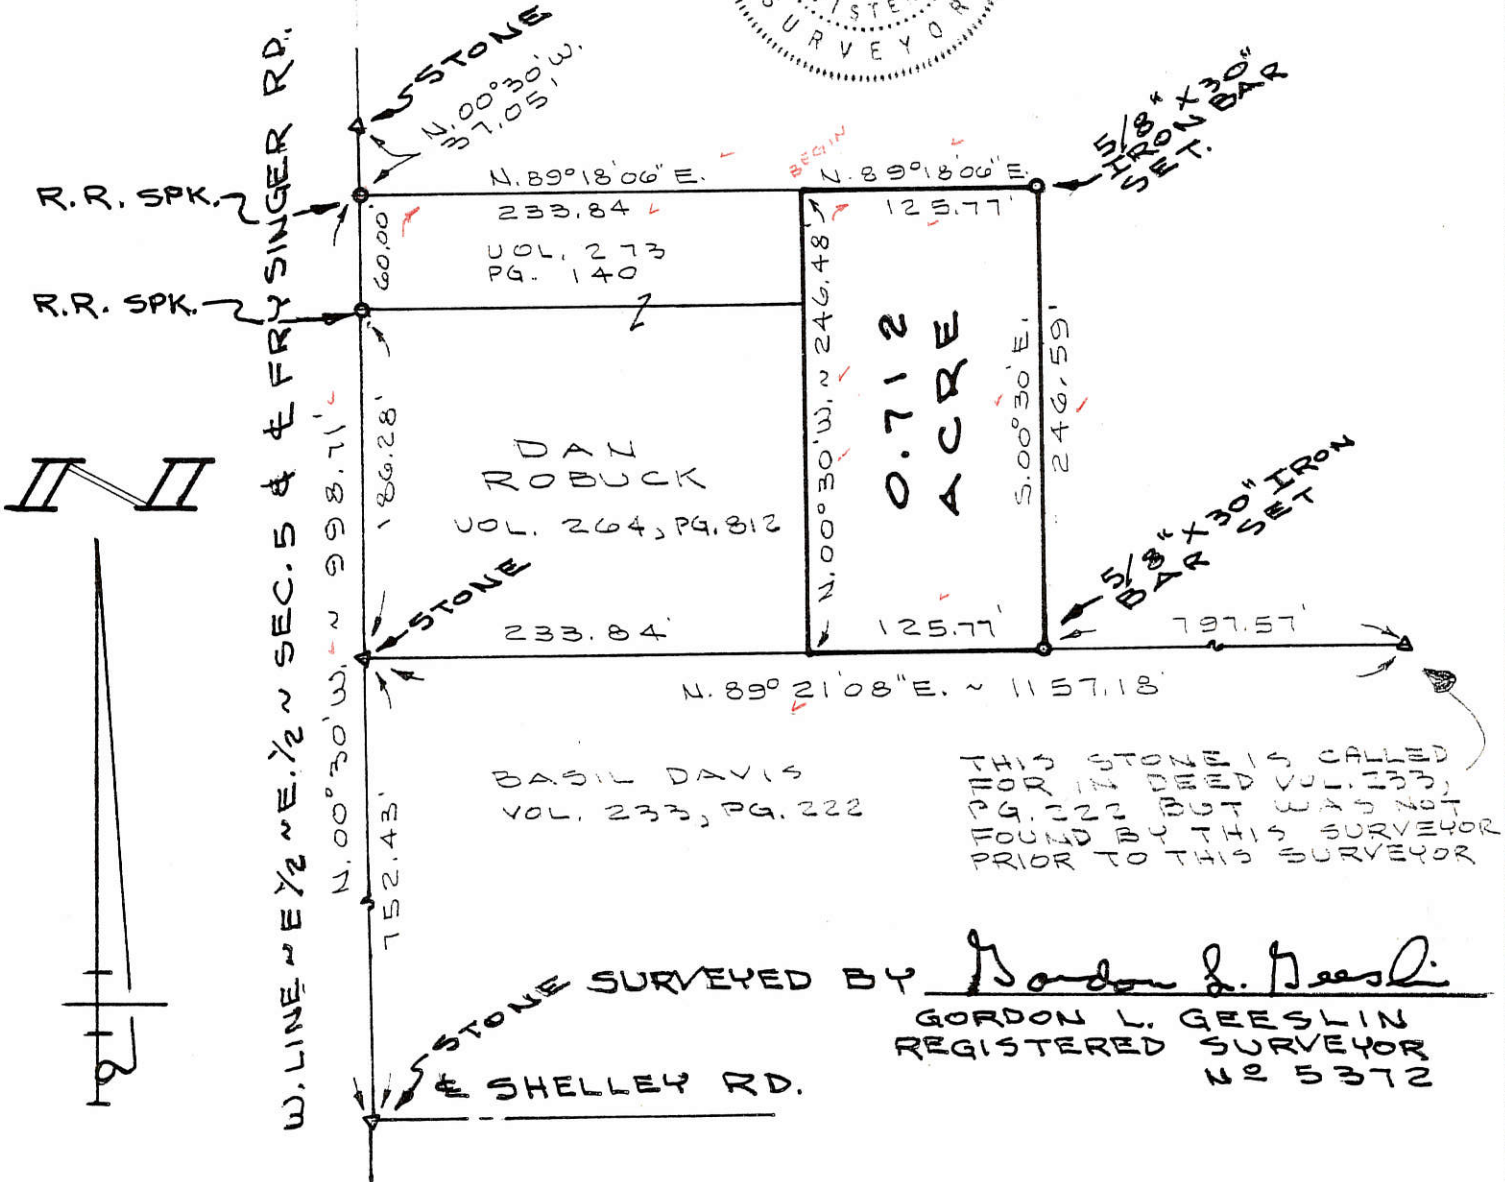 STE
SURVEYOR
STONE
N.00°30'W.
37.05'
5/8" X 30"
IRON BAR
SET.
R.R. SPK.
N.89°18'06"E.
BEGIN
N.89°18'06"E.
60.00'
233.84
125.77'
VOL. 273
PG. 140
R.R. SPK.
W. LINE ~ E 1/2 ~ E. 1/2 ~ SEC. 5 & ℄ FRYSINGER RD.
N.00°30'W. ~ 998.71'
186.28'
DAN
ROBUCK
VOL. 264, PG. 812
N.00°30'W. ~ 246.48'
0.712
ACRE
S.00°30'E.
246.59'
N
STONE
5/8" X 30" IRON
BAR SET
233.84'
125.77'
797.57'
N. 89°21'08"E. ~ 1157.18'
752.43'
BASIL DAVIS
VOL. 233, PG. 222
THIS STONE IS CALLED
FOR IN DEED VOL. 233,
PG. 222 BUT WAS NOT
FOUND BY THIS SURVEYOR
PRIOR TO THIS SURVEYOR
STONE
SURVEYED BY Gordon L. Geeslin
GORDON L. GEESLIN
REGISTERED SURVEYOR
Nº 5372
℄ SHELLEY RD.